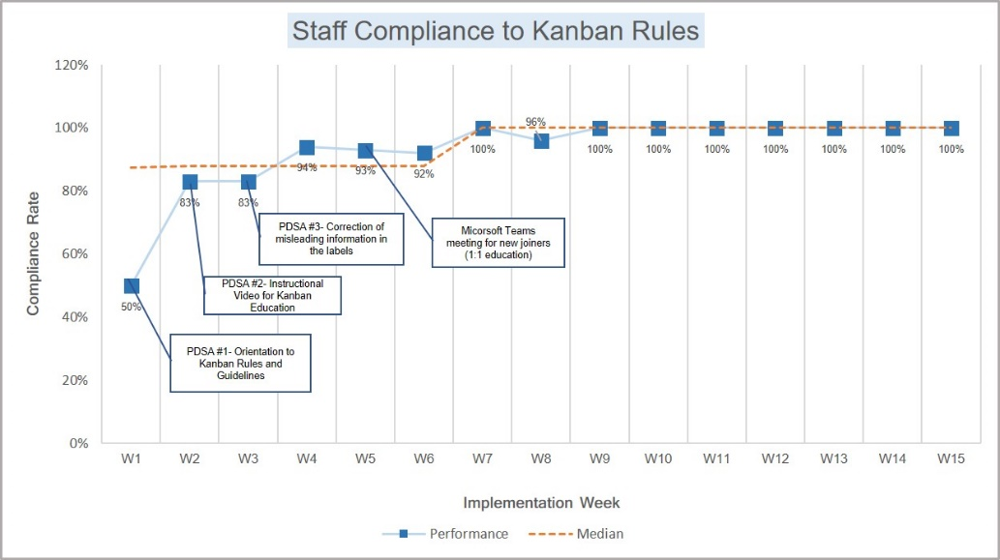 Staff Compliance to Kanban Rules
120%
100%
80%
60%
40%
20%
0%
Compliance Rate
50%
83%
83%
94%
93%
92%
100%
96%
100%
100%
100%
100%
100%
100%
100%
PDSA #1- Orientation to
Kanban Rules and
Guidelines
PDSA #2- Instructional
Video for Kanban
Education
PDSA #3- Correction of
misleading information in
the labels
Micorsoft Teams
meeting for new joiners
(1:1 education)
W1 W2 W3 W4 W5 W6 W7 W8 W9 W10 W11 W12 W13 W14 W15
Implementation Week
Performance Median